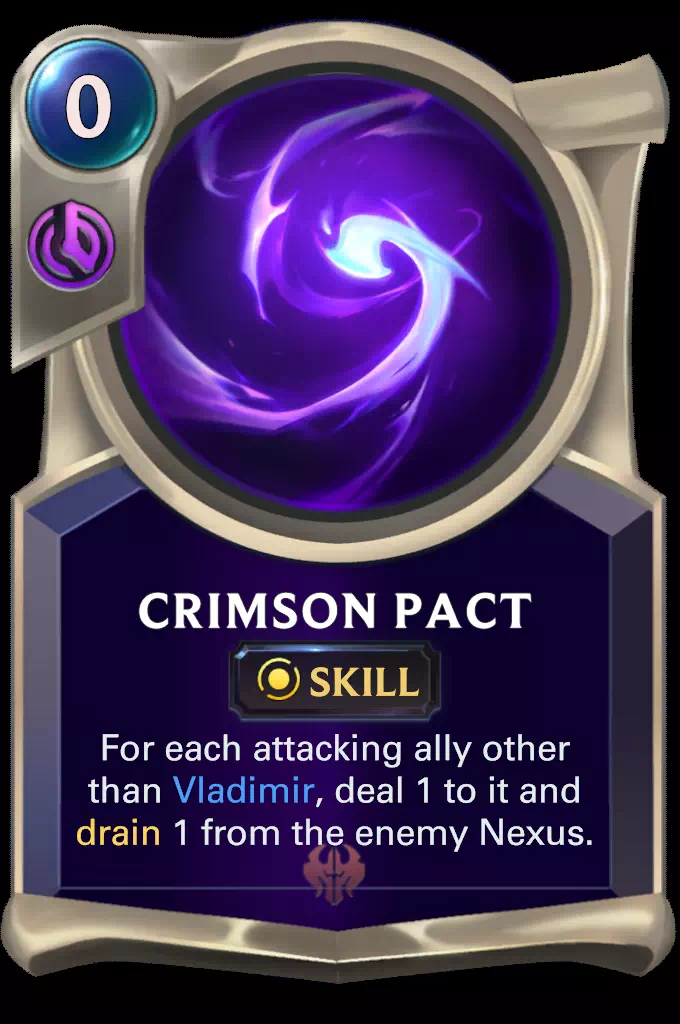 0
CRIMSON PACT
SKILL
For each attacking ally other
than Vladimir, deal 1 to it and
drain 1 from the enemy Nexus.